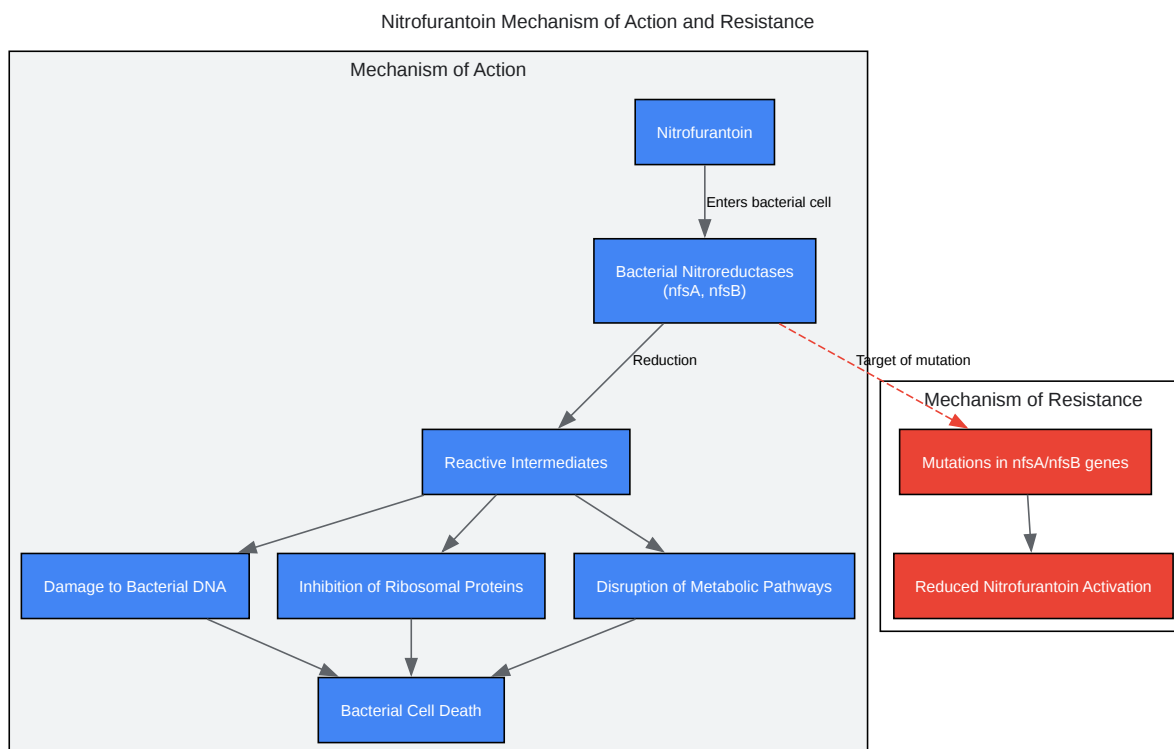 Nitrofurantoin Mechanism of Action and Resistance
Mechanism of Action
Nitrofurantoin
Enters bacterial cell
Bacterial Nitroreductases
(nfsA, nfsB)
Reduction
Target of mutation
Mechanism of Resistance
Reactive Intermediates
Mutations in nfsA/nfsB genes
Damage to Bacterial DNA
Inhibition of Ribosomal Proteins
Disruption of Metabolic Pathways
Reduced Nitrofurantoin Activation
Bacterial Cell Death